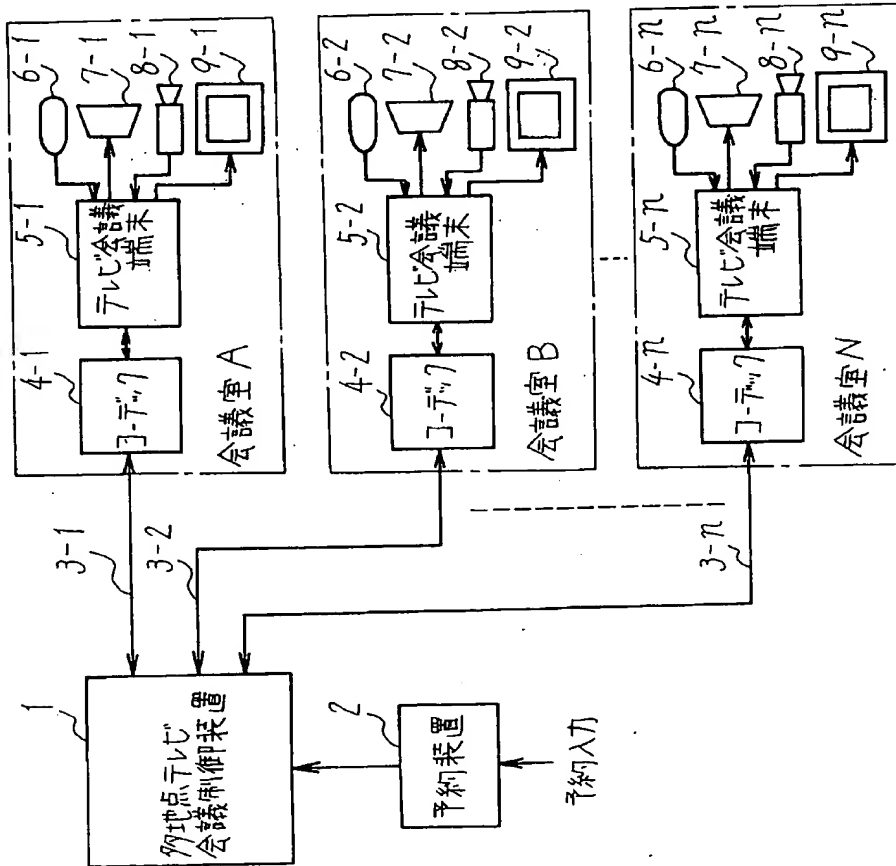 1
多地点テレビ
会議制御装置
2
予約装置
予約入力
3-1
3-2
3-n
4-1
コーデック
5-1
テレビ会議
端末
6-1
7-1
8-1
9-1
会議室A
4-2
コーデック
5-2
テレビ会議
端末
6-2
7-2
8-2
9-2
会議室B
4-n
コーデック
5-n
テレビ会議
端末
6-n
7-n
8-n
9-n
会議室N